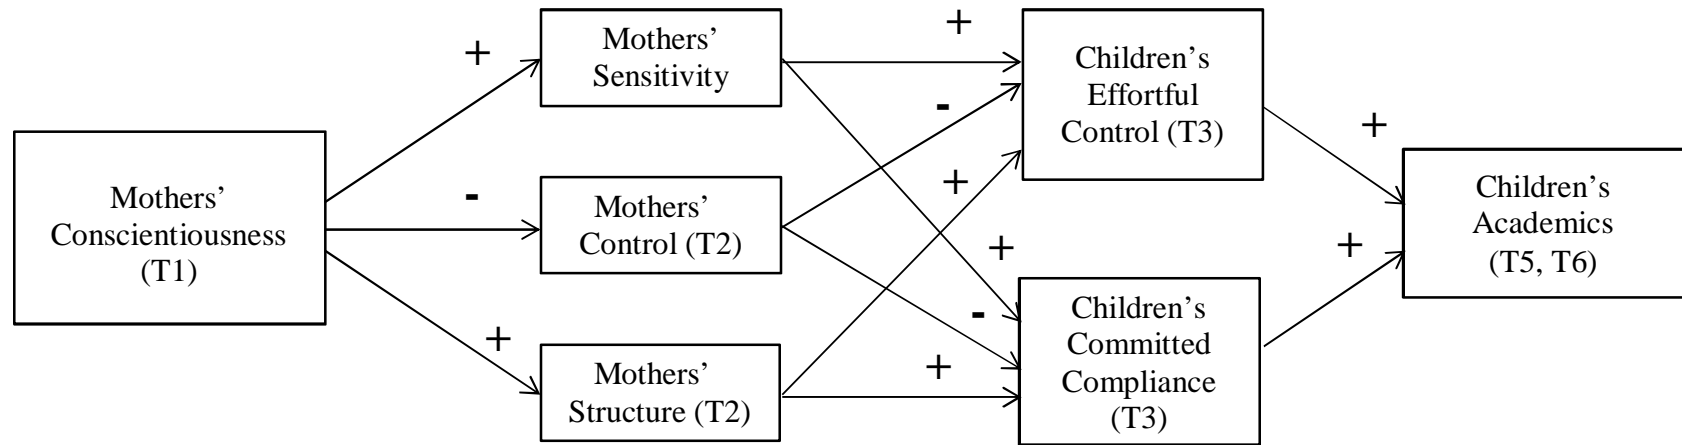 Mothers’
Conscientiousness
(T1)
+
-
+
Mothers’
Sensitivity
Mothers’
Control (T2)
Mothers’
Structure (T2)
+
-
+
+
-
+
Children’s
Effortful
Control (T3)
Children’s
Committed
Compliance
(T3)
+
+
Children’s
Academics
(T5, T6)